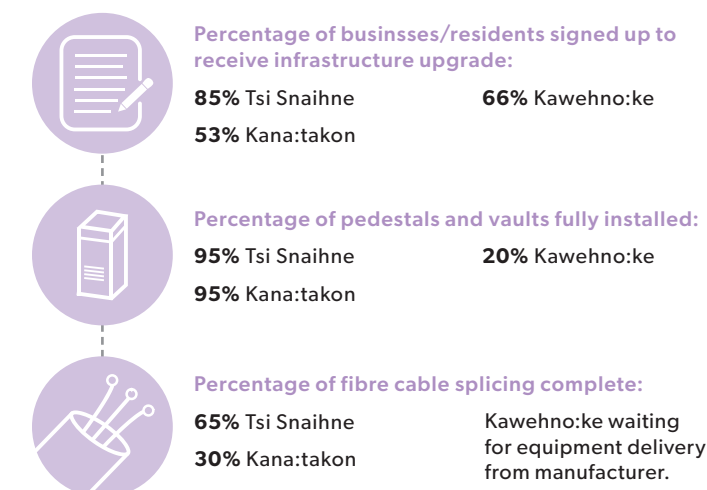 Percentage of businsses/residents signed up to
receive infrastructure upgrade:
85% Tsi Snaihne
66% Kawehno:ke
53% Kana:takon
Percentage of pedestals and vaults fully installed:
95% Tsi Snaihne
20% Kawehno:ke
95% Kana:takon
Percentage of fibre cable splicing complete:
65% Tsi Snaihne
30% Kana:takon
Kawehno:ke waiting
for equipment delivery
from manufacturer.